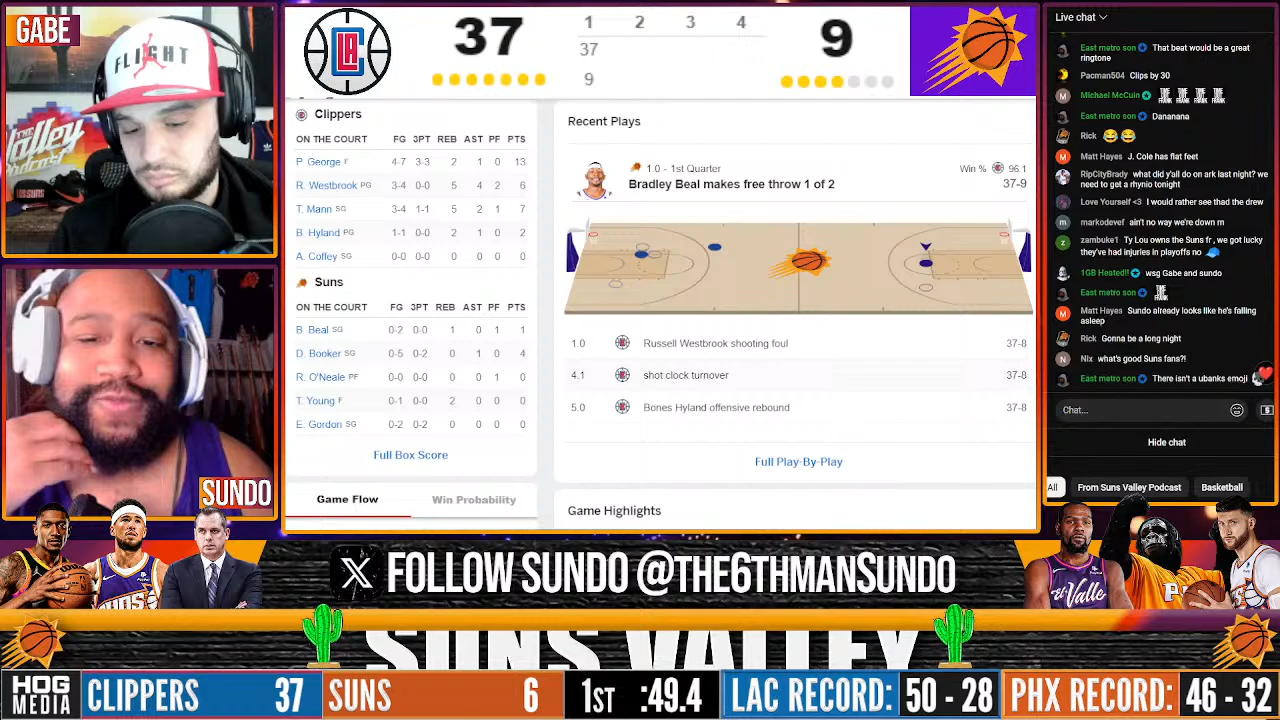 GABE
THE
Valley
Podcast
LOS SUNS
FLIGHT
SUNDO
LA
37
1 2 3 4
37
9
9
Clippers
ON THE COURT FG 3PT REB AST PF PTS
P. George F 4-7 3-3 2 1 0 13
R. Westbrook PG 3-4 0-0 5 4 2 6
T. Mann SG 3-4 1-1 5 2 1 7
B. Hyland PG 1-1 0-0 2 1 0 2
A. Coffey SG 0-0 0-0 0 0 0 0
Suns
ON THE COURT FG 3PT REB AST PF PTS
B. Beal SG 0-2 0-0 1 0 1 1
D. Booker SG 0-5 0-2 0 1 0 4
R. O'Neale PF 0-0 0-0 0 0 1 0
T. Young F 0-1 0-0 2 0 0 0
E. Gordon SG 0-2 0-2 0 0 0 0
Full Box Score
Game Flow Win Probability
Recent Plays
1.0 - 1st Quarter
Bradley Beal makes free throw 1 of 2
Win % 96.1
37-9
1.0 Russell Westbrook shooting foul 37-8
4.1 shot clock turnover 37-8
5.0 Bones Hyland offensive rebound 37-8
Full Play-By-Play
Game Highlights
Live chat
East metro son That beat would be a great
ringtone
Pacman504 Clips by 30
Michael McCuin
East metro son Dananana
Rick
Matt Hayes J. Cole has flat feet
RipCityBrady what did y'all do on ark last night? we
need to get a rhynio tonight
Love Yourself <3 I would rather see thad the drew
markodevef ain't no way we're down rn
zambuke1 Ty Lou owns the Suns fr , we got lucky
they've had injuries in playoffs no
1GB Heated!! wsg Gabe and sundo
East metro son
Matt Hayes Sundo already looks like he's falling
asleep
Rick Gonna be a long night
Nix what's good Suns fans?!
East metro son There isn't a ubanks emoji
Chat...
Hide chat
All From Suns Valley Podcast Basketball
X FOLLOW SUNDO @THE6THMANSUNDO
SUNS VALLEY
HOG
MEDIA
CLIPPERS 37 SUNS 6 1ST :49.4 LAC RECORD: 50 - 28 PHX RECORD: 46 - 32